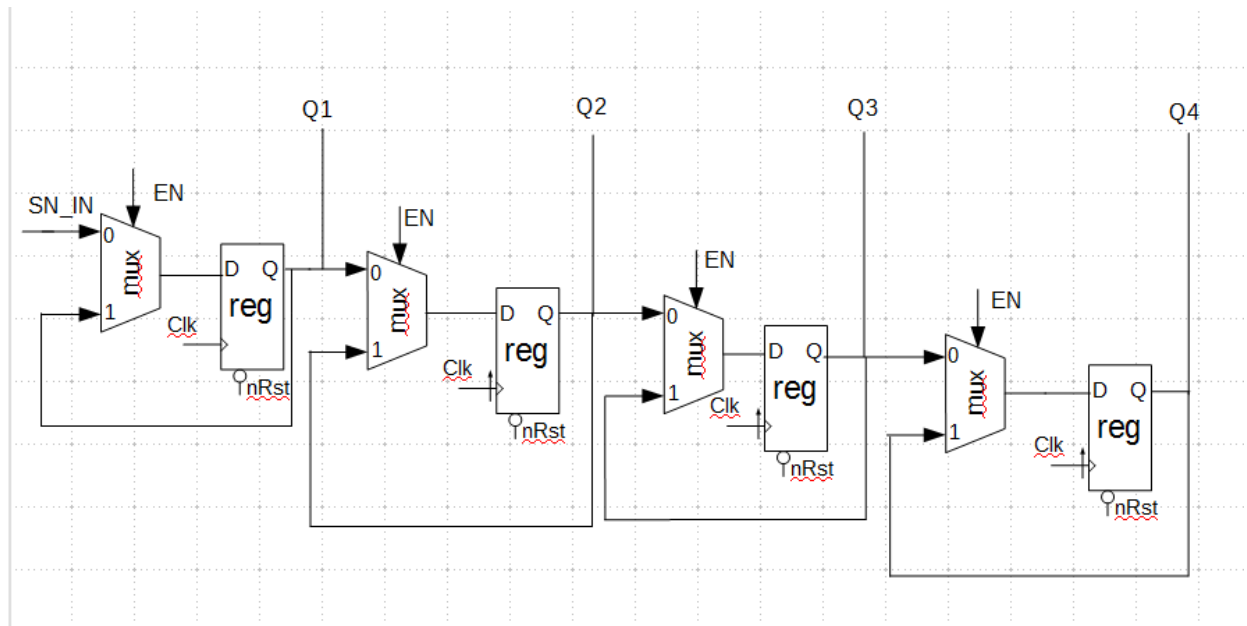 Q1
Q2
Q3
Q4
SN_IN
EN
0
mux
1
D Q
reg
Clk
nRst
EN
0
mux
1
D Q
reg
Clk
nRst
EN
0
mux
1
D Q
reg
Clk
nRst
EN
0
mux
1
D Q
reg
Clk
nRst